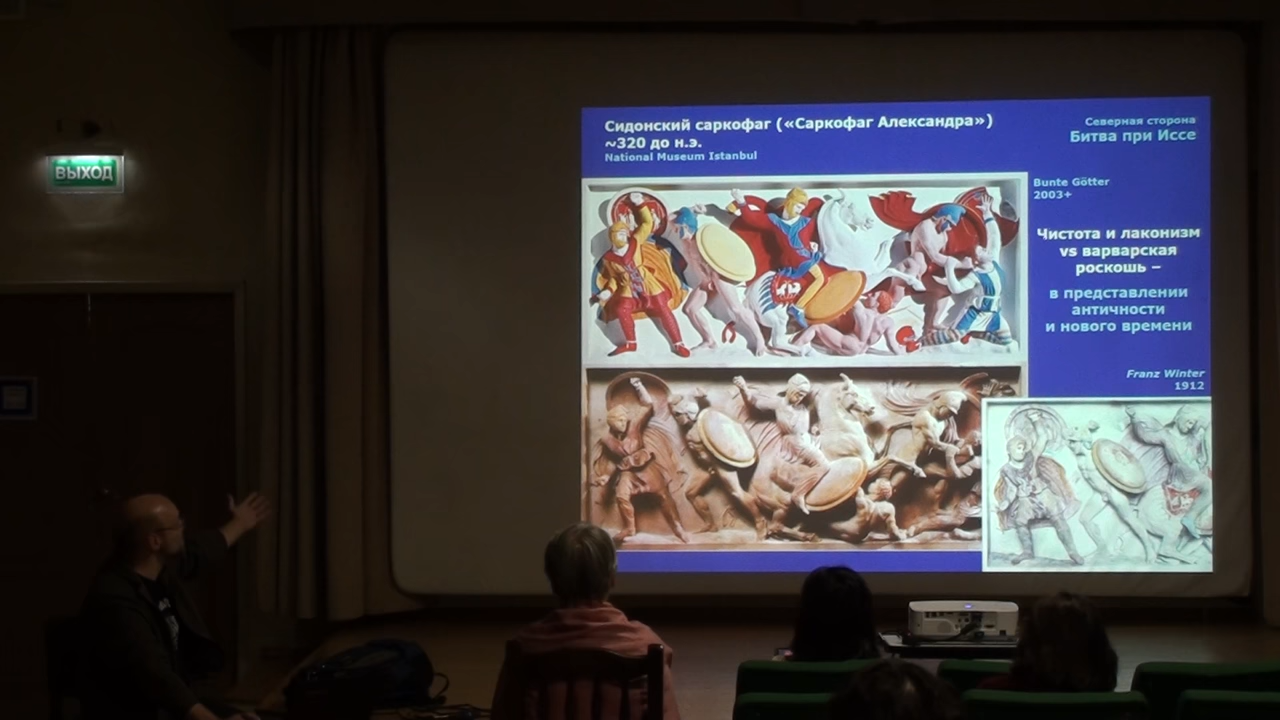 ВЫХОД
Сидонский саркофаг («Саркофаг Александра»)
~320 до н.э.
National Museum Istanbul
Северная сторона
Битва при Иссе
Bunte Götter
2003+
Чистота и лаконизм
vs варварская
роскошь –
в представлении
античности
и нового времени
Franz Winter
1912